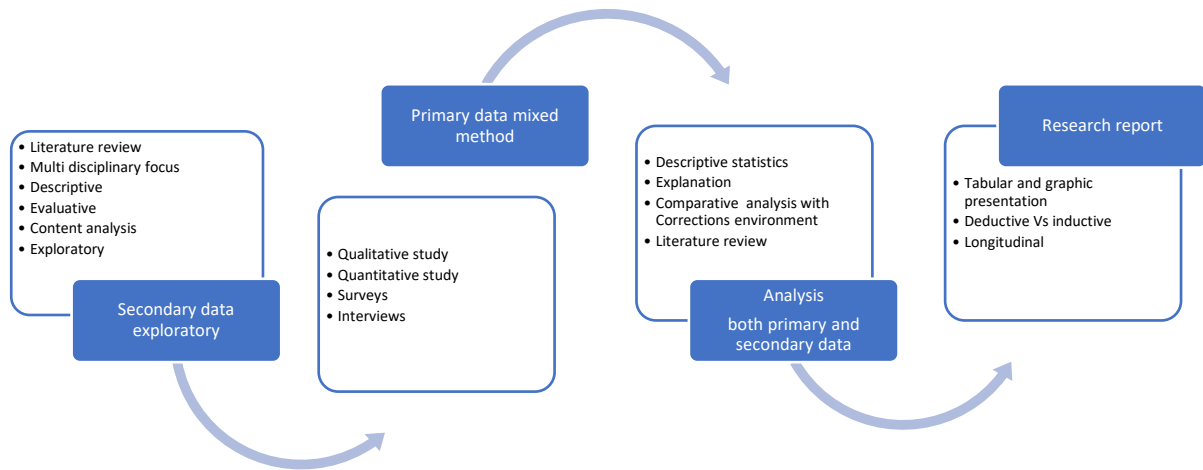 • Literature review
• Multi disciplinary focus
• Descriptive
• Evaluative
• Content analysis
• Exploratory
Secondary data
exploratory
Primary data mixed
method
• Qualitative study
• Quantitative study
• Surveys
• Interviews
• Descriptive statistics
• Explanation
• Comparative analysis with
Corrections environment
• Literature review
Analysis
both primary and
secondary data
Research report
• Tabular and graphic
presentation
• Deductive Vs inductive
• Longitudinal